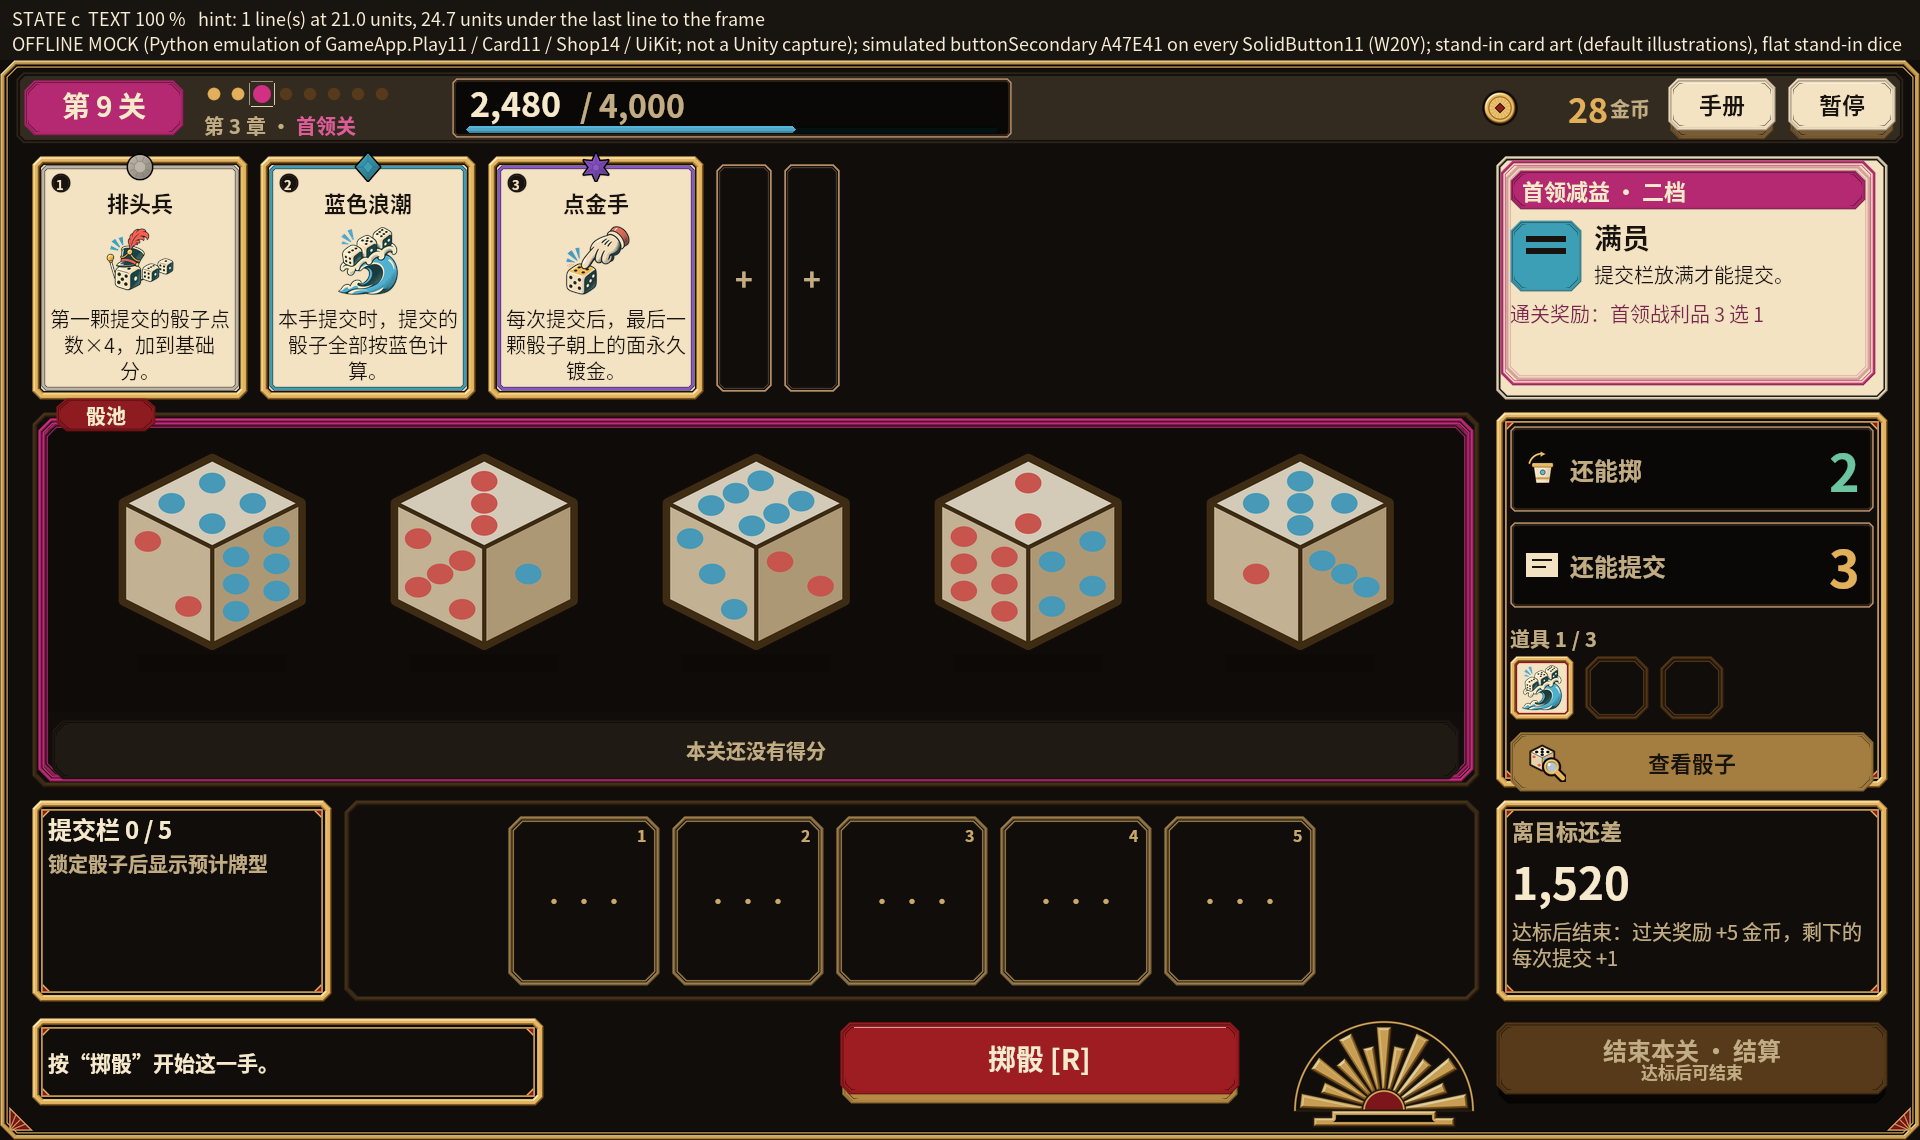 STATE c  TEXT 100 %   hint: 1 line(s) at 21.0 units, 24.7 units under the last line to the frame
OFFLINE MOCK (Python emulation of GameApp.Play11 / Card11 / Shop14 / UiKit; not a Unity capture); simulated buttonSecondary A47E41 on every SolidButton11 (W20Y); stand-in card art (default illustrations), flat stand-in dice
第 9 关
第 3 章 · 首领关
2,480 / 4,000
28金币
手册
暂停
1
排头兵
第一颗提交的骰子点
数×4，加到基础
分。
2
蓝色浪潮
本手提交时，提交的
骰子全部按蓝色计
算。
3
点金手
每次提交后，最后一
颗骰子朝上的面永久
镀金。
+
+
首领减益 · 二档
满员
提交栏放满才能提交。
通关奖励：首领战利品 3 选 1
骰池
本关还没有得分
还能掷 2
还能提交 3
道具 1 / 3
查看骰子
提交栏 0 / 5
锁定骰子后显示预计牌型
1
2
3
4
5
离目标还差
1,520
达标后结束：过关奖励 +5 金币，剩下的
每次提交 +1
按“掷骰”开始这一手。
掷骰 [R]
结束本关 · 结算
达标后可结束